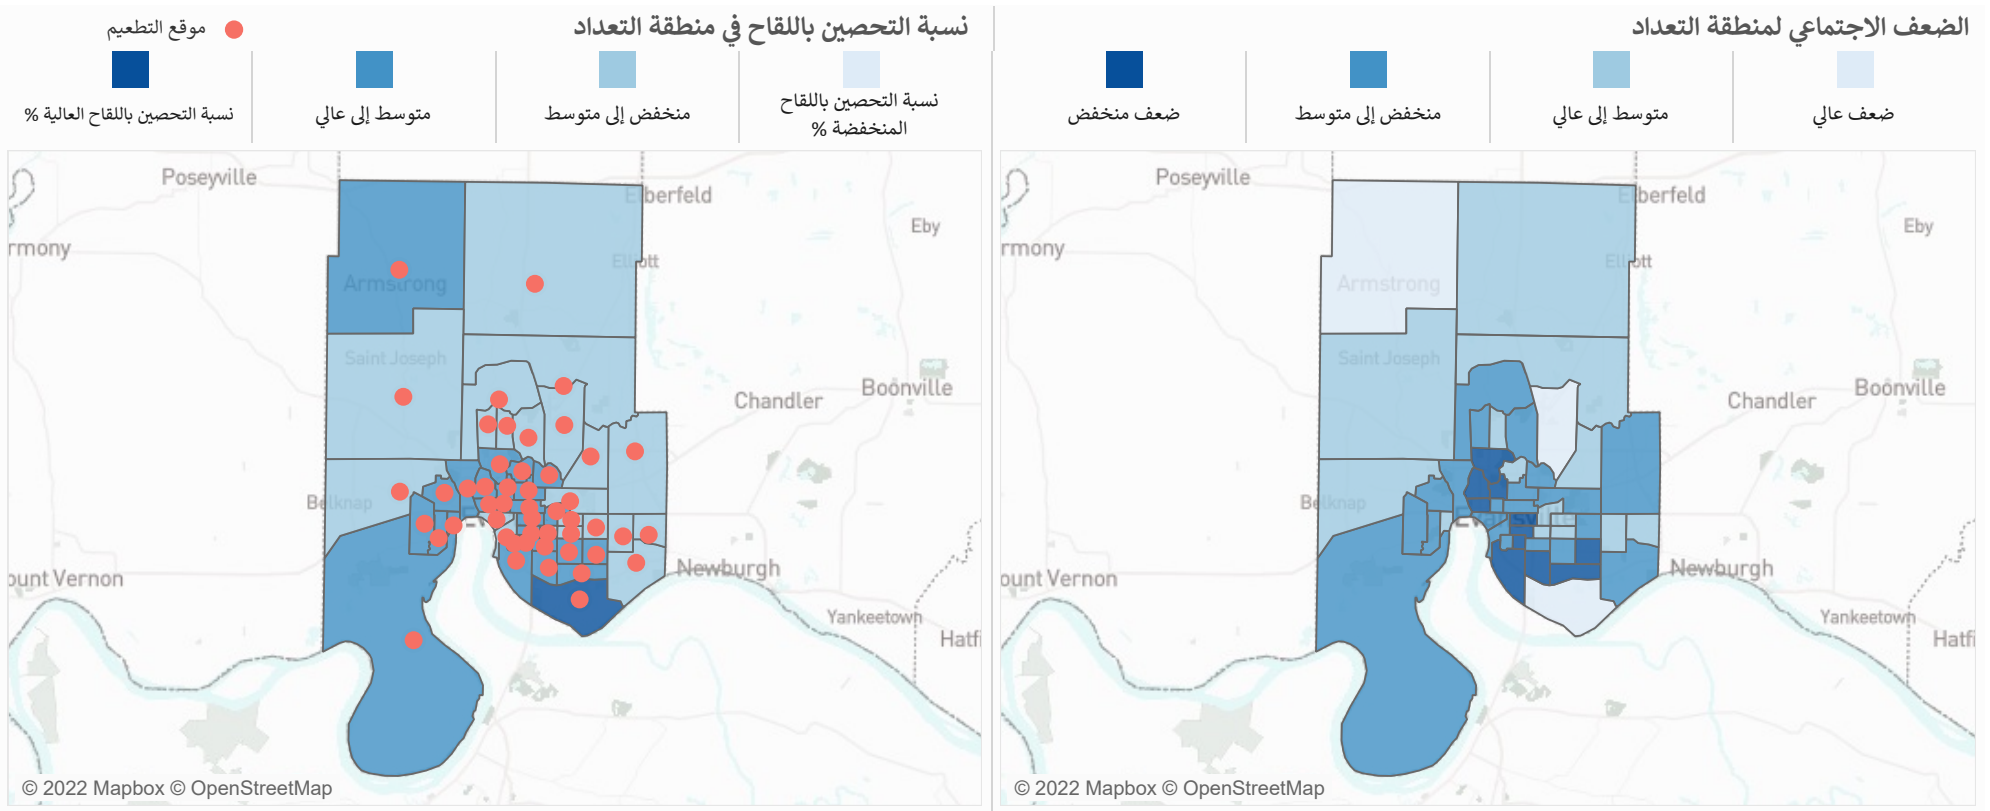 الضعف الاجتماعي لمنطقة التعداد
ضعف عالي
متوسط إلى عالي
منخفض إلى متوسط
ضعف منخفض
نسبة التحصين باللقاح في منطقة التعداد
موقع التطعيم
نسبة التحصين باللقاح
المنخفضة %
منخفض إلى متوسط
متوسط إلى عالي
نسبة التحصين باللقاح العالية %
Poseyville
Elberfeld
Eby
rmony
Elliott
Armstrong
Saint Joseph
Boonville
Chandler
Belknap
Evansville
ount Vernon
Newburgh
Yankeetown
Hatfi
© 2022 Mapbox © OpenStreetMap
Poseyville
Elberfeld
Eby
rmony
Elliott
Armstrong
Saint Joseph
Boonville
Chandler
Belknap
Ev
ount Vernon
Newburgh
Yankeetown
Hatfi
© 2022 Mapbox © OpenStreetMap